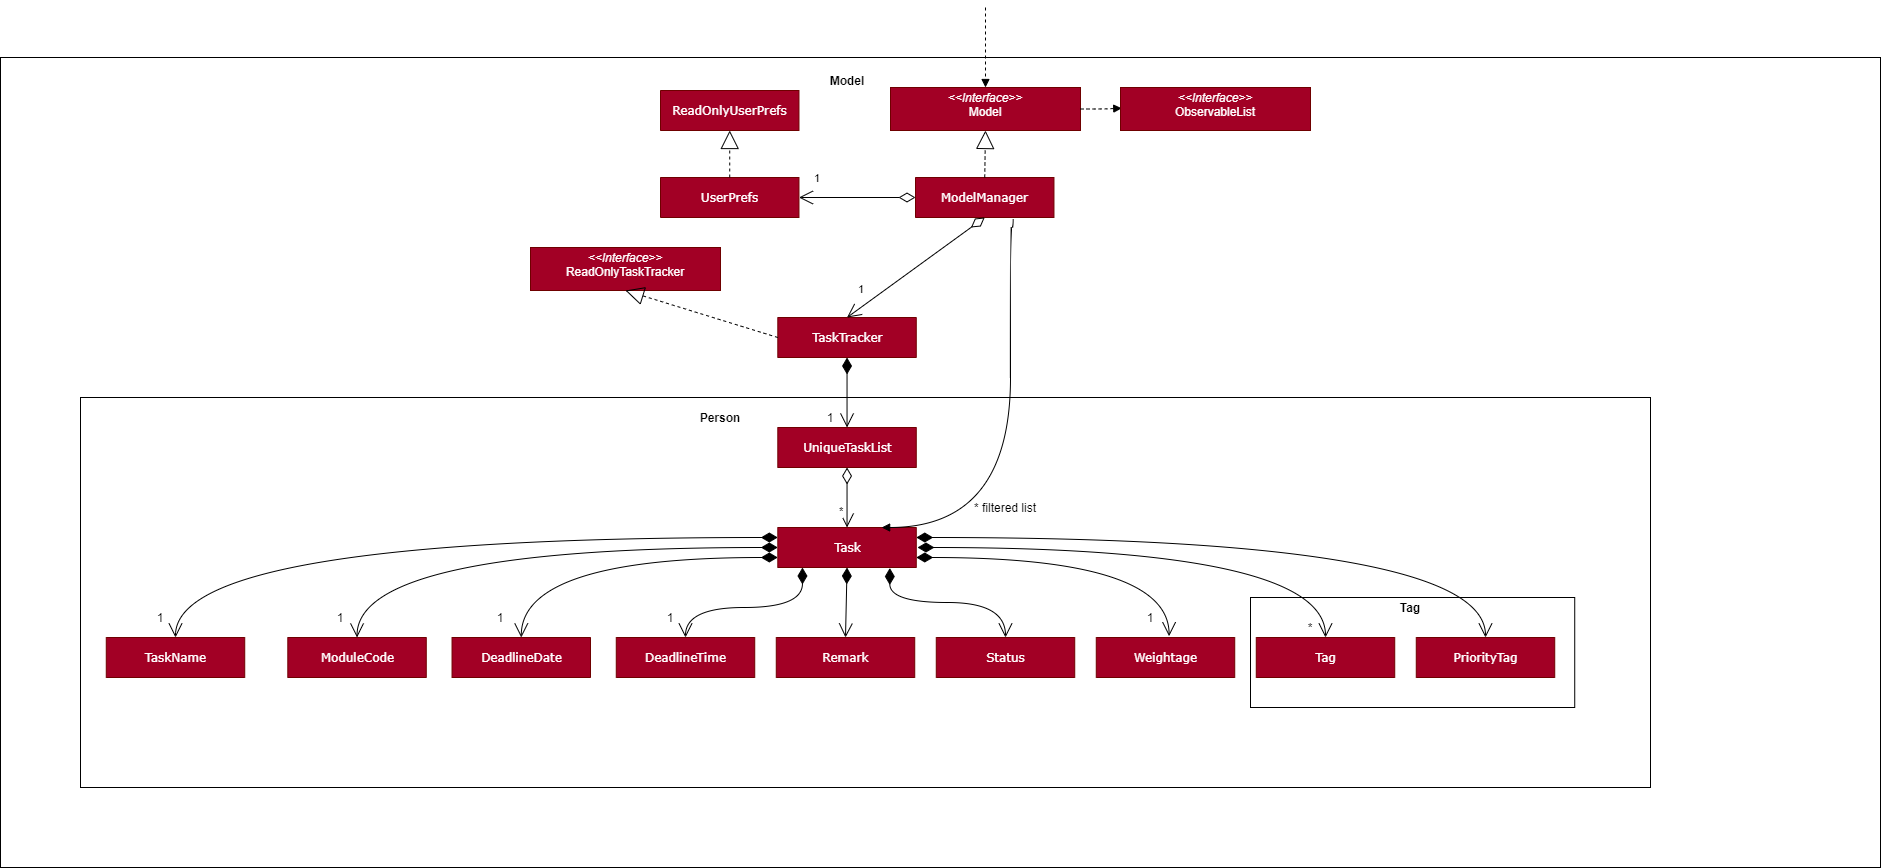 Model
ReadOnlyUserPrefs
<<Interface>>
Model
<<Interface>>
ObservableList
1
UserPrefs
ModelManager
<<Interface>>
ReadOnlyTaskTracker
1
TaskTracker
Person
1
UniqueTaskList
*
* filtered list
Task
1
1
1
1
1
*
Tag
TaskName
ModuleCode
DeadlineDate
DeadlineTime
Remark
Status
Weightage
Tag
PriorityTag